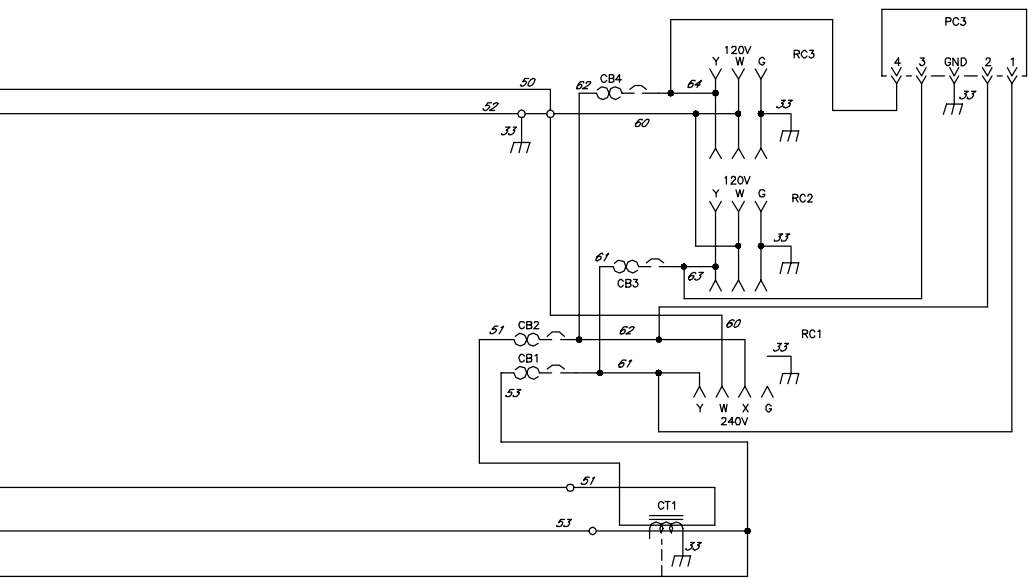 PC3
120V
RC3
Y W G
4 3 GND 2 1
CB4
50
62
64
33
52
33
33
60
120V
Y W G
RC2
33
61
63
CB3
60
CB2
51
62
RC1
33
CB1
61
53
Y W X G
240V
51
CT1
53
33